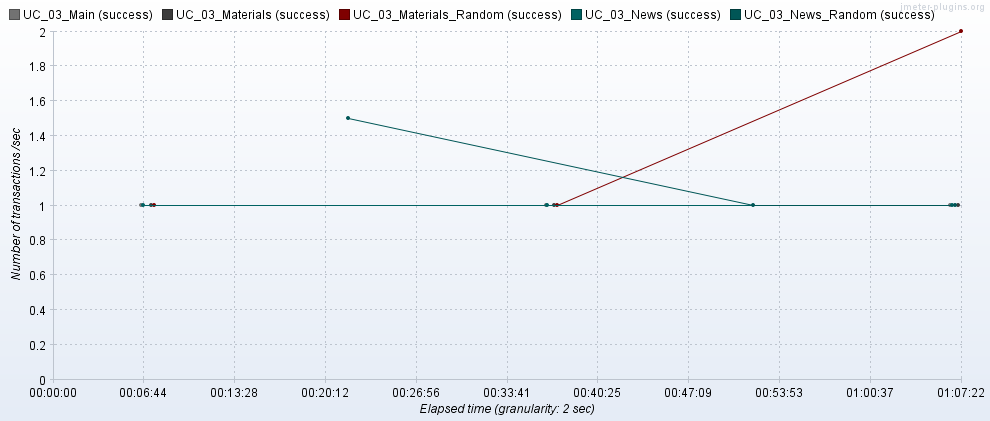 UC_03_Main (success) UC_03_Materials (success) UC_03_Materials_Random (success) UC_03_News (success) UC_03_News_Random (success)
jmeter-plugins.org
2
1.8
1.6
1.4
1.2
1
0.8
0.6
0.4
0.2
0
Number of transactions /sec
00:00:00 00:06:44 00:13:28 00:20:12 00:26:56 00:33:41 00:40:25 00:47:09 00:53:53 01:00:37 01:07:22
Elapsed time (granularity: 2 sec)